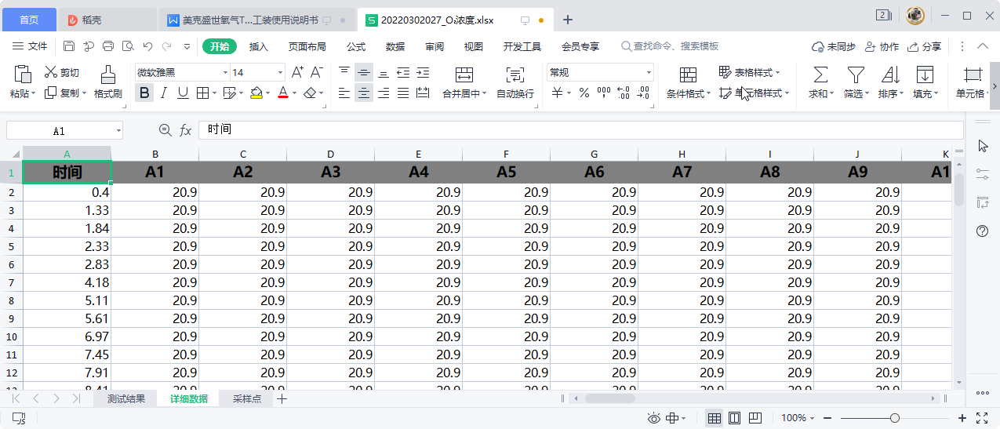 首页 稻壳 美克盛世氧气T...工装使用说明书 20220302027_O₂浓度.xlsx 2
文件 开始 插入 页面布局 公式 数据 审阅 视图 开发工具 会员专享 查找命令、搜索模板 未同步 协作 分享
剪切 微软雅黑 14 常规 表格样式
粘贴 复制 格式刷 合并居中 自动换行 条件格式 单元格样式 求和 筛选 排序 填充 单元格
A1 fx 时间
A B C D E F G H I J K
1 时间 A1 A2 A3 A4 A5 A6 A7 A8 A9 A1
2 0.4 20.9 20.9 20.9 20.9 20.9 20.9 20.9 20.9 20.9
3 1.33 20.9 20.9 20.9 20.9 20.9 20.9 20.9 20.9 20.9
4 1.84 20.9 20.9 20.9 20.9 20.9 20.9 20.9 20.9 20.9
5 2.33 20.9 20.9 20.9 20.9 20.9 20.9 20.9 20.9 20.9
6 2.83 20.9 20.9 20.9 20.9 20.9 20.9 20.9 20.9 20.9
7 4.18 20.9 20.9 20.9 20.9 20.9 20.9 20.9 20.9 20.9
8 5.11 20.9 20.9 20.9 20.9 20.9 20.9 20.9 20.9 20.9
9 5.61 20.9 20.9 20.9 20.9 20.9 20.9 20.9 20.9 20.9
10 6.97 20.9 20.9 20.9 20.9 20.9 20.9 20.9 20.9 20.9
11 7.45 20.9 20.9 20.9 20.9 20.9 20.9 20.9 20.9 20.9
12 7.91 20.9 20.9 20.9 20.9 20.9 20.9 20.9 20.9 20.9
测试结果 详细数据 采样点
100%